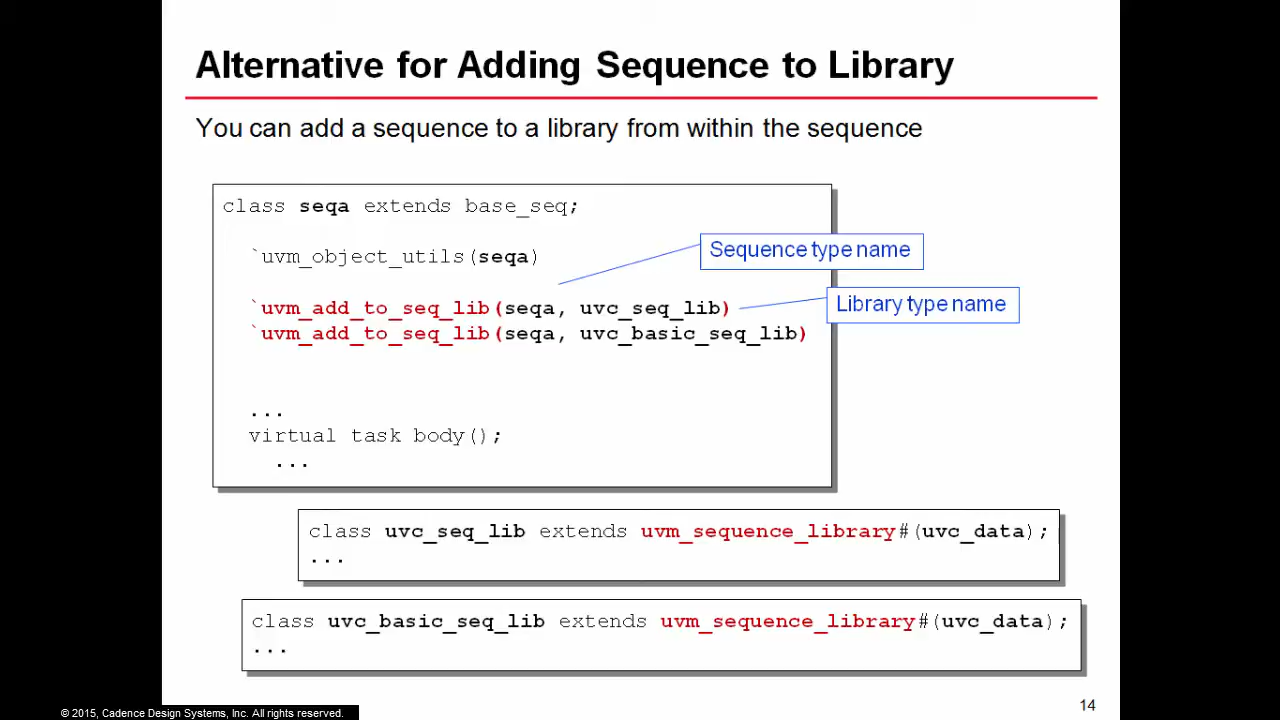 Alternative for Adding Sequence to Library
You can add a sequence to a library from within the sequence
class seqa extends base_seq;
`uvm_object_utils(seqa)
Sequence type name
`uvm_add_to_seq_lib(seqa, uvc_seq_lib)
Library type name
`uvm_add_to_seq_lib(seqa, uvc_basic_seq_lib)
...
virtual task body();
...
class uvc_seq_lib extends uvm_sequence_library#(uvc_data);
...
class uvc_basic_seq_lib extends uvm_sequence_library#(uvc_data);
...
14
© 2015, Cadence Design Systems, Inc. All rights reserved.